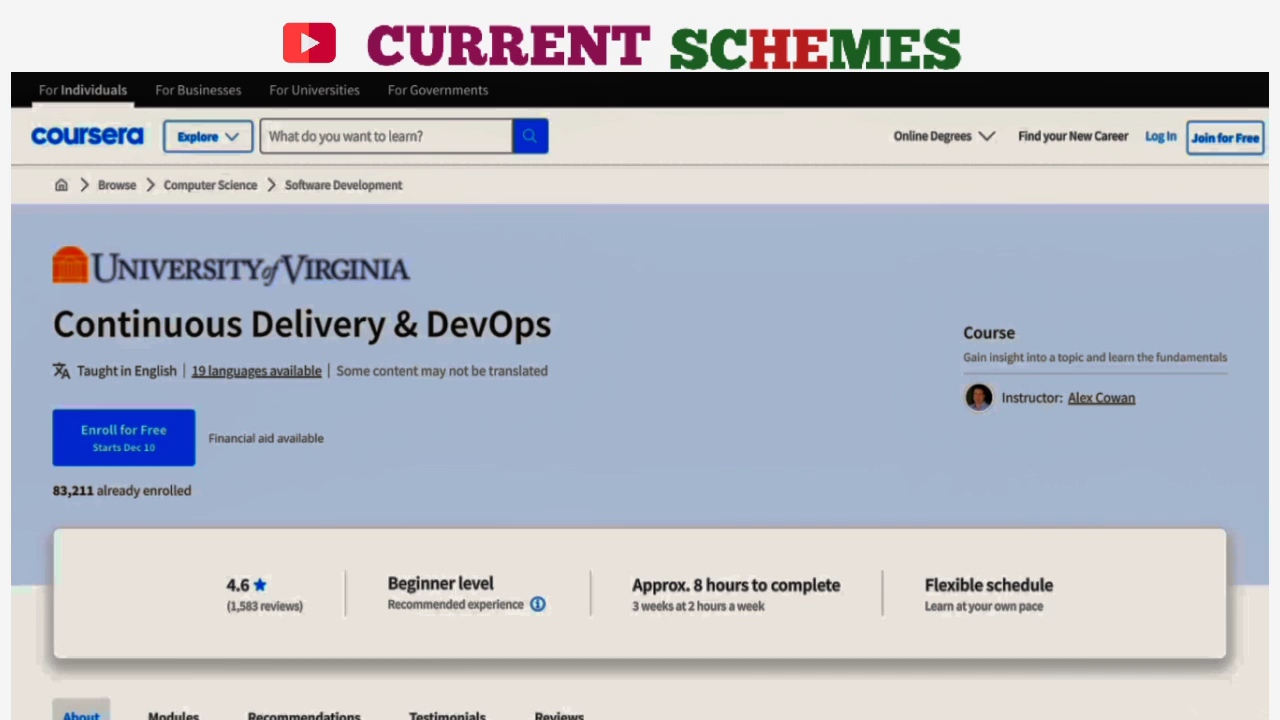 CURRENT SCHEMES
For Individuals For Businesses For Universities For Governments
coursera Explore What do you want to learn? Online Degrees Find your New Career Log In Join for Free
Browse Computer Science Software Development
UNIVERSITY of VIRGINIA
Continuous Delivery & DevOps
Taught in English | 19 languages available | Some content may not be translated
Course
Gain insight into a topic and learn the fundamentals
Instructor: Alex Cowan
Enroll for Free
Starts Dec 10
Financial aid available
83,211 already enrolled
4.6
(1,583 reviews)
Beginner level
Recommended experience
Approx. 8 hours to complete
3 weeks at 2 hours a week
Flexible schedule
Learn at your own pace
About Modules Recommendations Testimonials Reviews